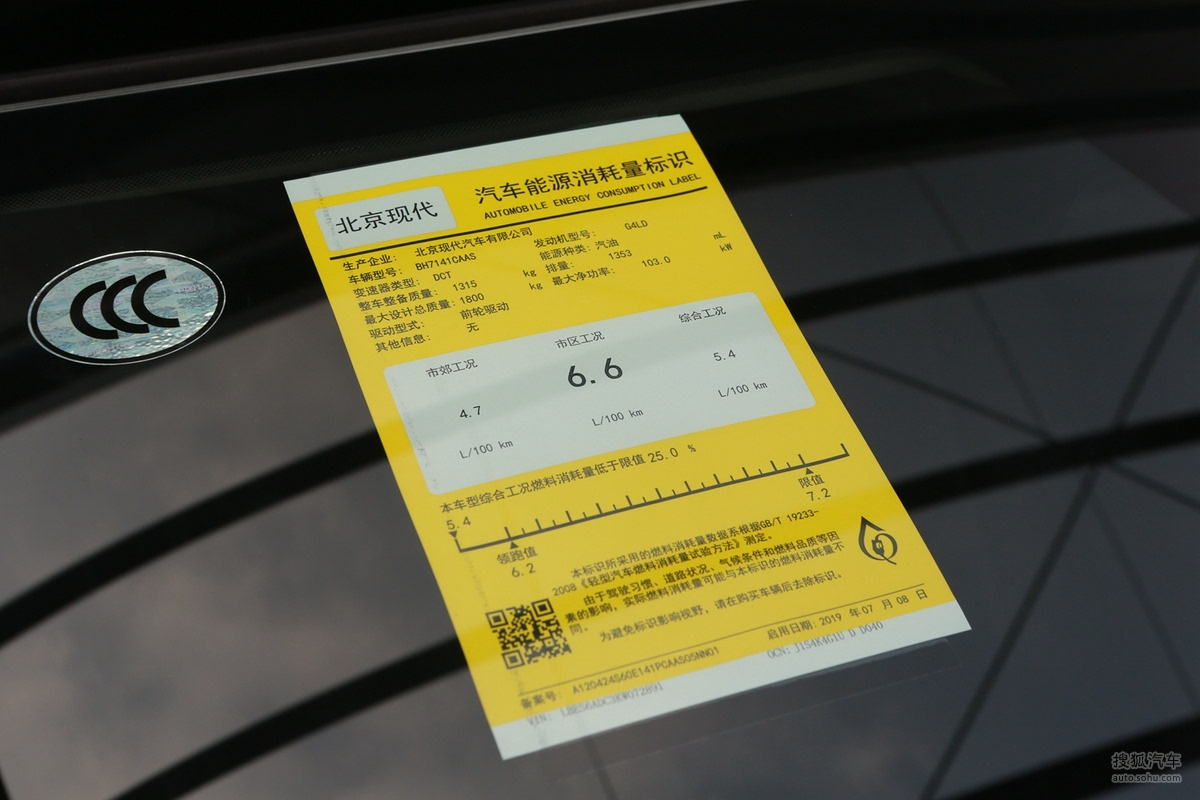 CCC
北京现代
汽车能源消耗量标识
AUTOMOBILE ENERGY CONSUMPTION LABEL
生产企业: 北京现代汽车有限公司
车辆型号: BH7141CAAS 发动机型号: G4LD
变速器类型: DCT 能源种类: 汽油
整车整备质量: 1315 kg 排量: 1353 mL
最大设计总质量: 1800 kg 最大净功率: 103.0 kW
驱动型式: 前轮驱动
其他信息: 无
市郊工况 市区工况 综合工况
4.7 6.6 5.4
L/100 km L/100 km L/100 km
本车型综合工况燃料消耗量低于限值 25.0 %
5.4
领跑值
6.2
限值
7.2
本标识所采用的燃料消耗量数据系根据GB/T 19233-
2008《轻型汽车燃料消耗量试验方法》测定。
由于驾驶习惯、道路状况、气候条件和燃料品质等因
素的影响，实际燃料消耗量可能与本标识的燃料消耗量不
同。
为避免标识影响视野，请在购买车辆后去除标识。
启用日期: 2019 年 07 月 08 日
备案号: A120424S60E141PCAAS05NN01
OCN: J1S4K4G1U D D040
VIN:
搜狐汽车
auto.sohu.com